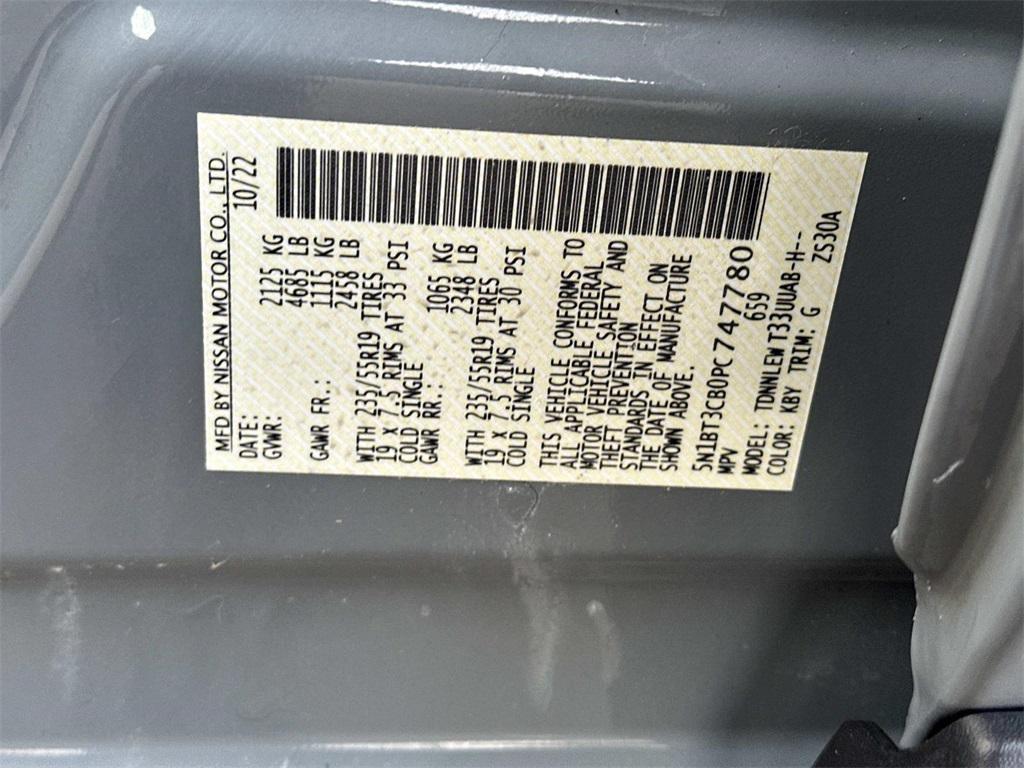 MFD BY NISSAN MOTOR CO., LTD.
DATE: 10/22
GVWR: 2125 KG
4685 LB
GAWR FR.: 1115 KG
2458 LB
WITH 235/55R19 TIRES
19 X 7.5 RIMS AT 33 PSI
COLD SINGLE
GAWR RR.: 1065 KG
2348 LB
WITH 235/55R19 TIRES
19 X 7.5 RIMS AT 30 PSI
COLD SINGLE
THIS VEHICLE CONFORMS TO
ALL APPLICABLE FEDERAL
MOTOR VEHICLE SAFETY AND
THEFT PREVENTION
STANDARDS IN EFFECT ON
THE DATE OF MANUFACTURE
SHOWN ABOVE.
5N1BT3CB0PC747780
MPV 659
MODEL: TDNNLEW T33UUAB-H--
COLOR: KBY TRIM: G ZS30A